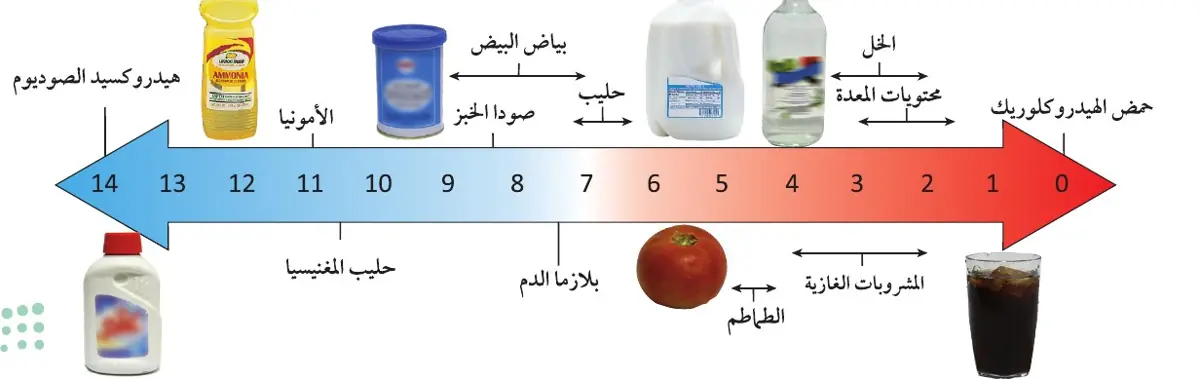 بياض البيض
الخل
هيدروكسيد الصوديوم
AMMONIA
حليب
محتويات المعدة
الأمونيا
صودا الخبز
حمض الهيدروكلوريك
14 13 12 11 10 9 8 7 6 5 4 3 2 1 0
حليب المغنيسيا
بلازما الدم
المشروبات الغازية
الطماطم